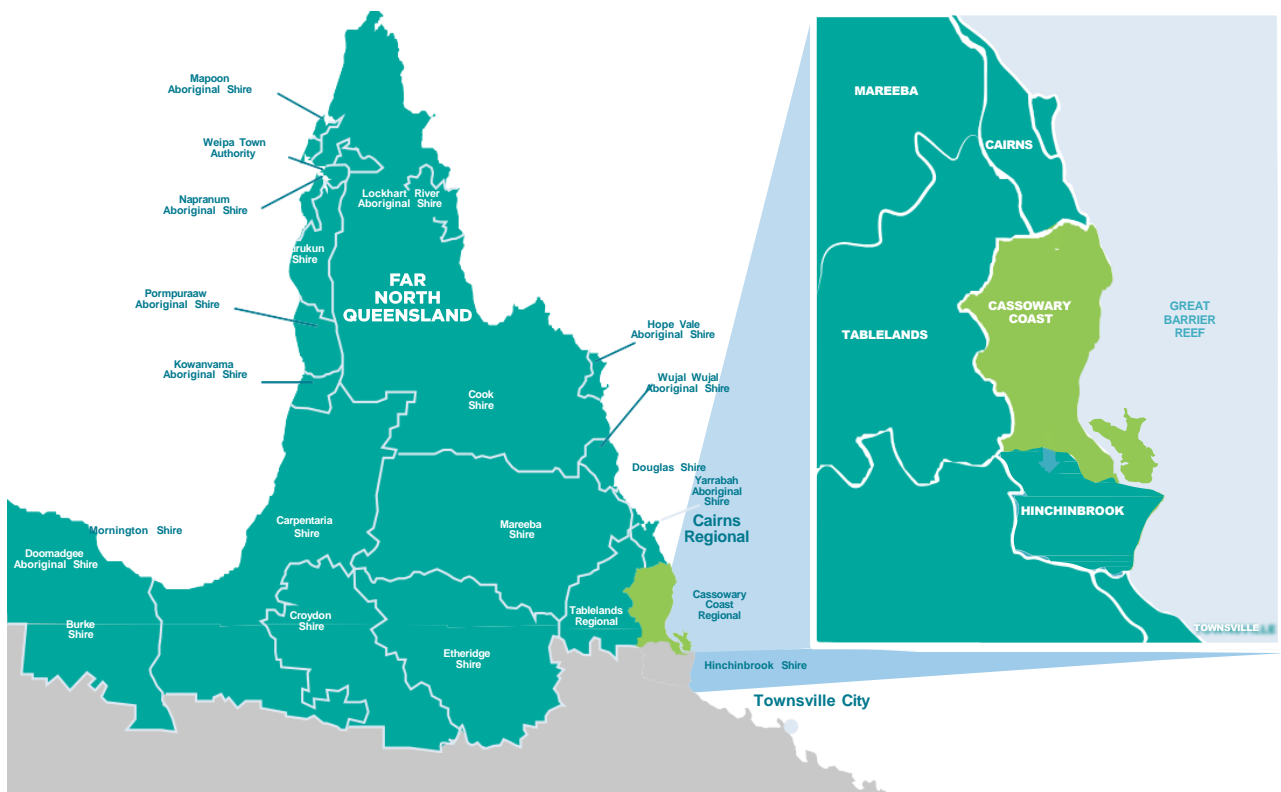 Mapoon
Aboriginal Shire
Weipa Town
Authority
Napranum
Aboriginal Shire
Lockhart River
Aboriginal Shire
urukun
Shire
FAR
NORTH
QUEENSLAND
Pormpuraaw
Aboriginal Shire
Kowanvama
Aboriginal Shire
Hope Vale
Aboriginal Shire
Wujal Wujal
Aboriginal Shire
Cook
Shire
Douglas Shire
Yarrabah
Aboriginal
Shire
Cairns
Regional
Mornington Shire
Carpentaria
Shire
Mareeba
Shire
Doomadgee
Aboriginal Shire
Burke
Shire
Croydon
Shire
Tablelands
Regional
Cassowary
Coast
Regional
Etheridge
Shire
Hinchinbrook Shire
Townsville City
MAREEBA
CAIRNS
CASSOWARY
COAST
TABLELANDS
GREAT
BARRIER
REEF
HINCHINBROOK
TOWNSVILLE